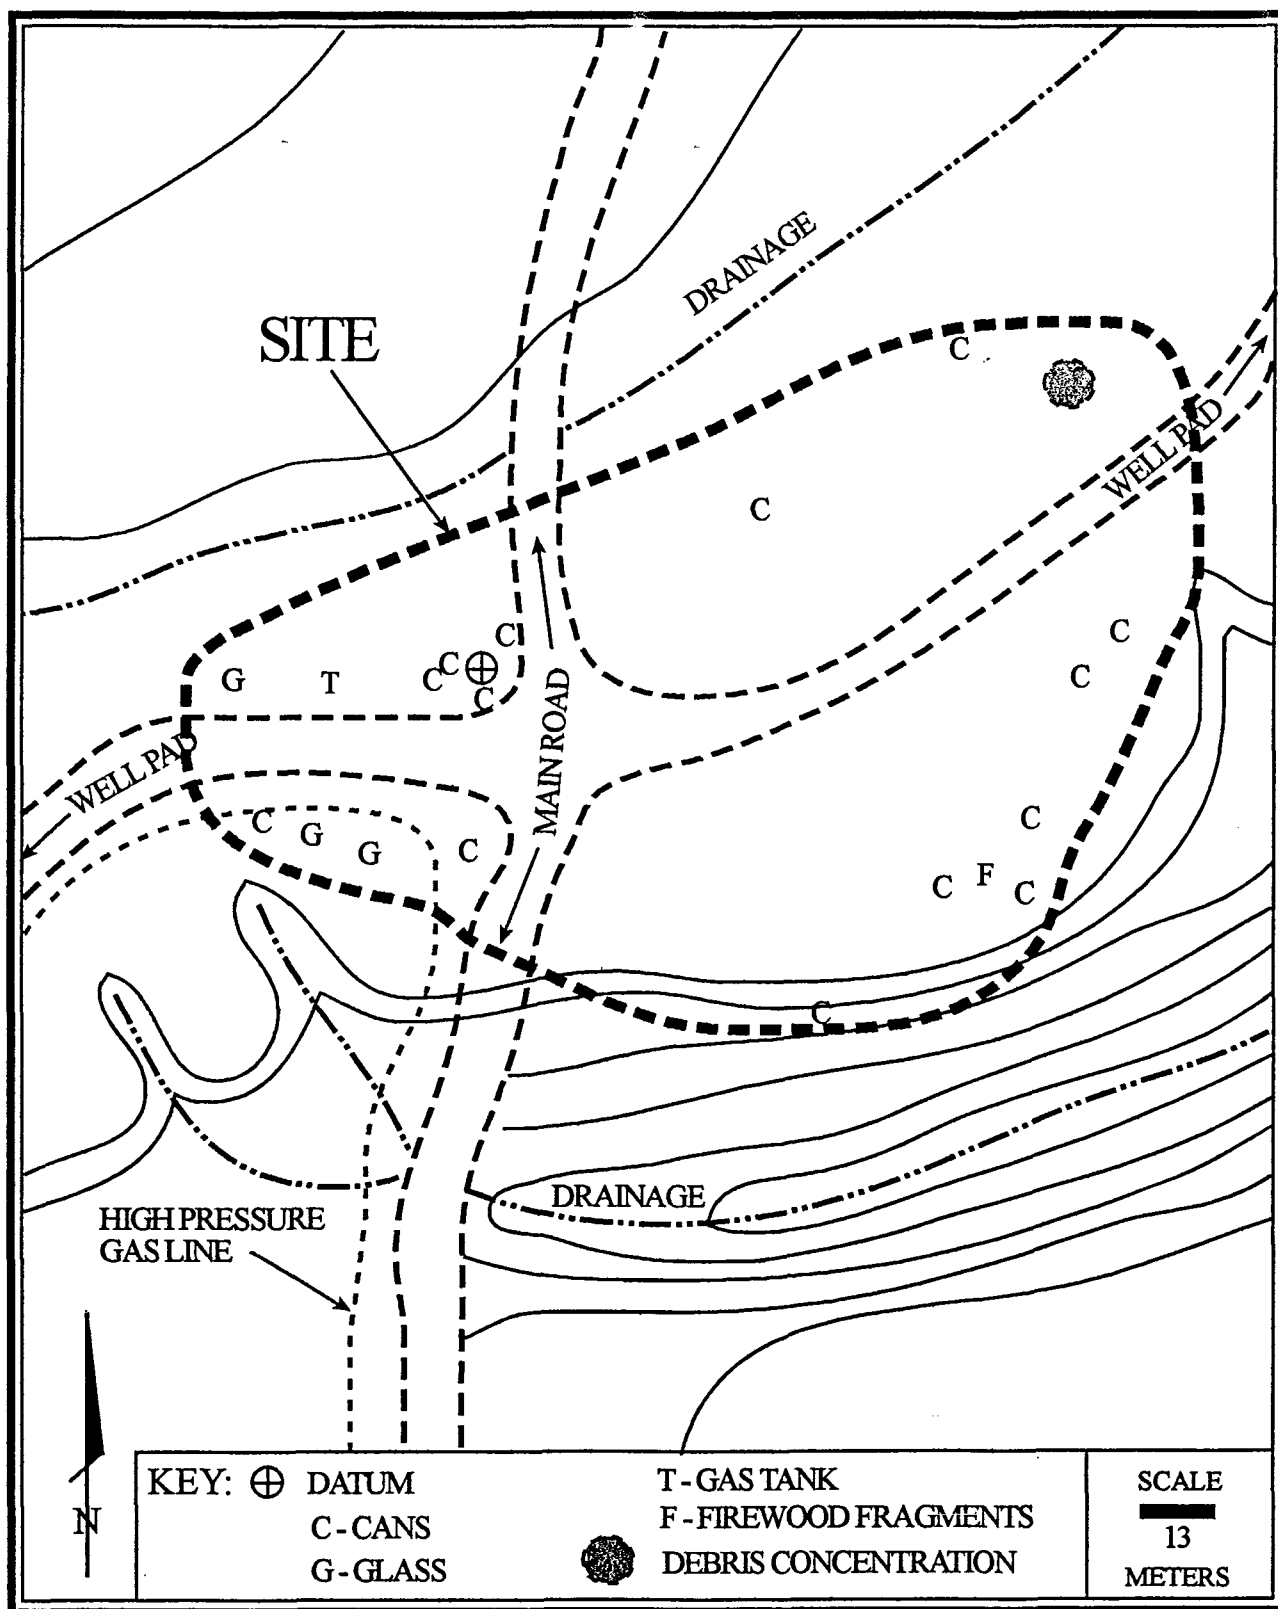 DRAINAGE
SITE
C
WELL PAD
C
C
C
C
G
T
C
C
C
C
MAIN ROAD
WELL PAD
C
C
G
G
C
C
F
C
C
DRAINAGE
HIGH PRESSURE
GAS LINE
N
KEY:
DATUM
C - CANS
G - GLASS
T - GAS TANK
F - FIREWOOD FRAGMENTS
DEBRIS CONCENTRATION
SCALE
13
METERS